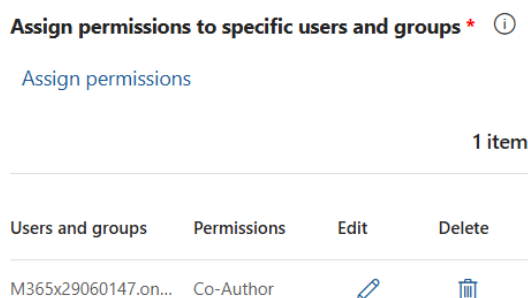 Assign permissions to specific users and groups *
Assign permissions
1 item
Users and groups Permissions Edit Delete
M365x29060147.on... Co-Author